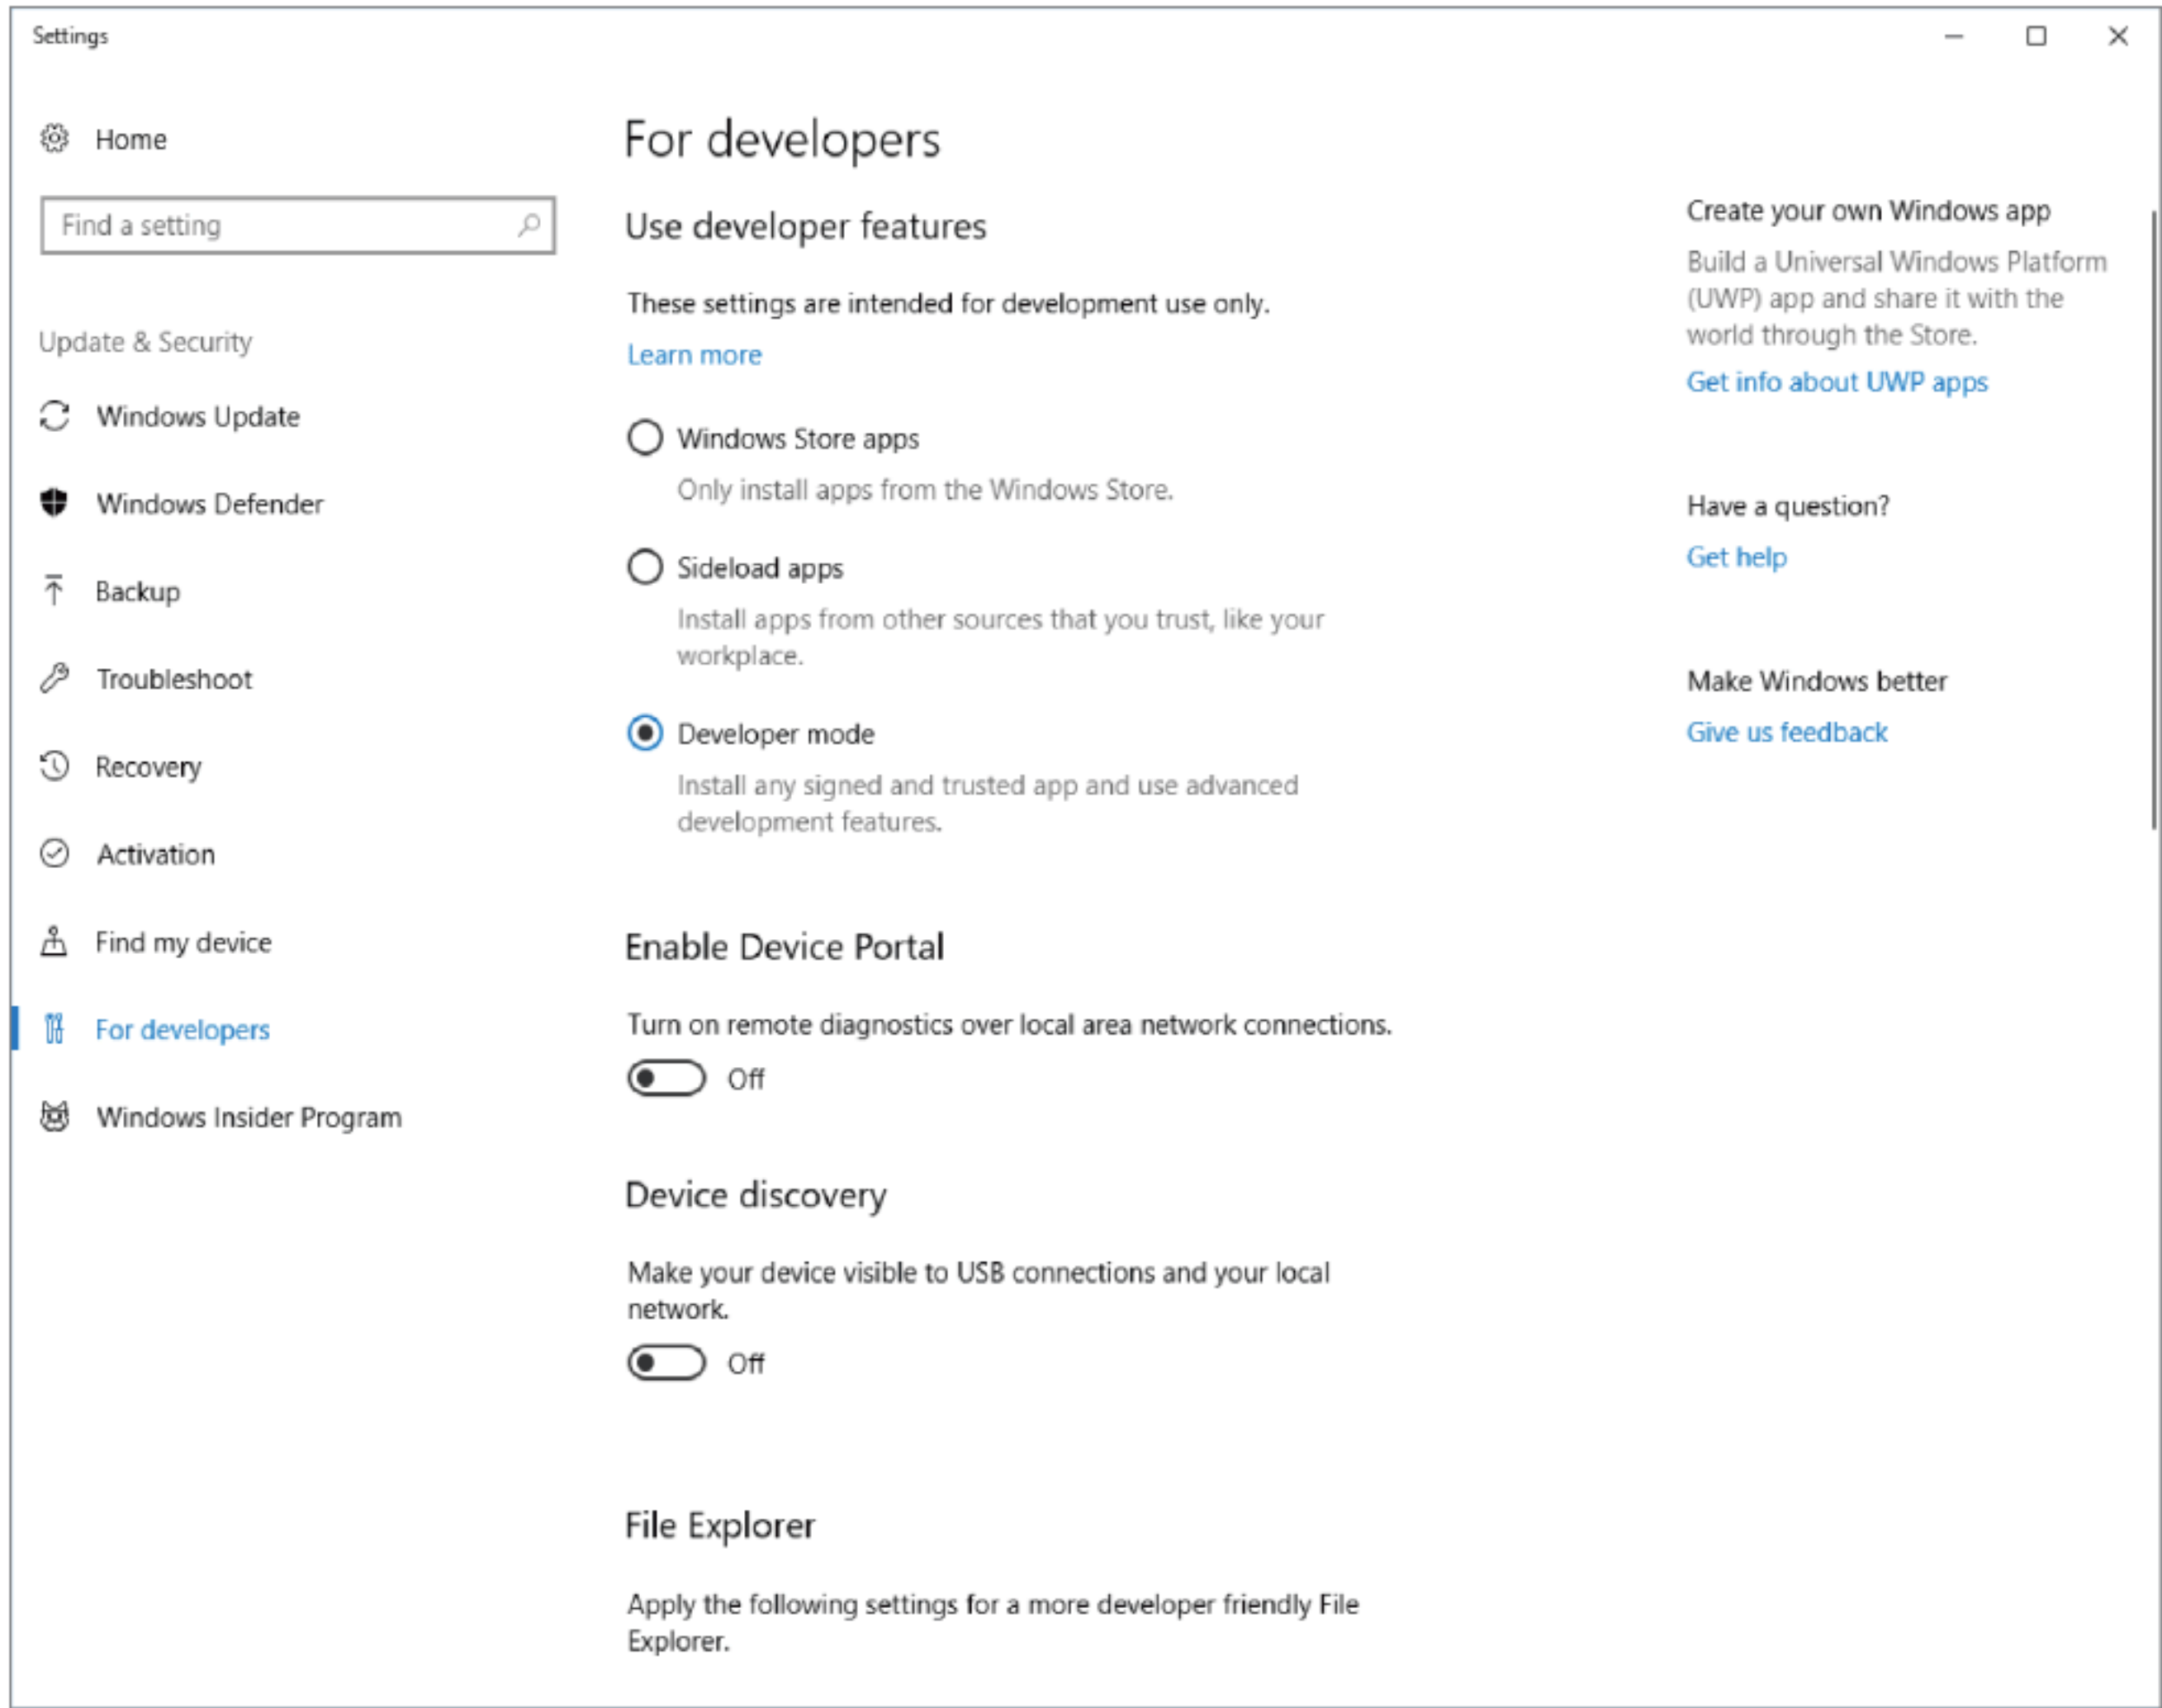 Settings
Home
Find a setting
Update & Security
Windows Update
Windows Defender
Backup
Troubleshoot
Recovery
Activation
Find my device
For developers
Windows Insider Program
For developers
Use developer features
These settings are intended for development use only.
Learn more
Windows Store apps
Only install apps from the Windows Store.
Sideload apps
Install apps from other sources that you trust, like your
workplace.
Developer mode
Install any signed and trusted app and use advanced
development features.
Enable Device Portal
Turn on remote diagnostics over local area network connections.
Off
Device discovery
Make your device visible to USB connections and your local
network.
Off
File Explorer
Apply the following settings for a more developer friendly File
Explorer.
Create your own Windows app
Build a Universal Windows Platform
(UWP) app and share it with the
world through the Store.
Get info about UWP apps
Have a question?
Get help
Make Windows better
Give us feedback